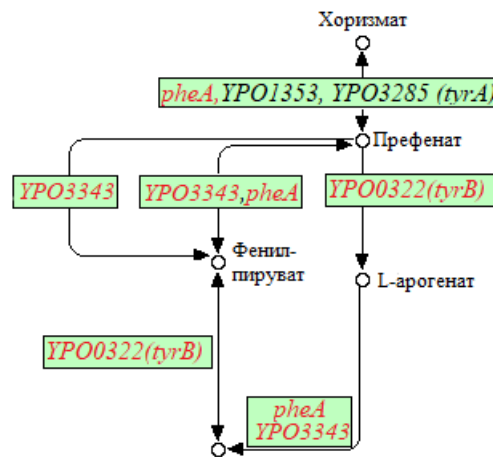 Хоризмат
pheA,YPO1353, YPO3285 (tyrA)
Префенат
YPO3343
YPO3343,pheA
YPO0322(tyrB)
Фенил-
пируват
L-арогенат
YPO0322(tyrB)
pheA
YPO3343